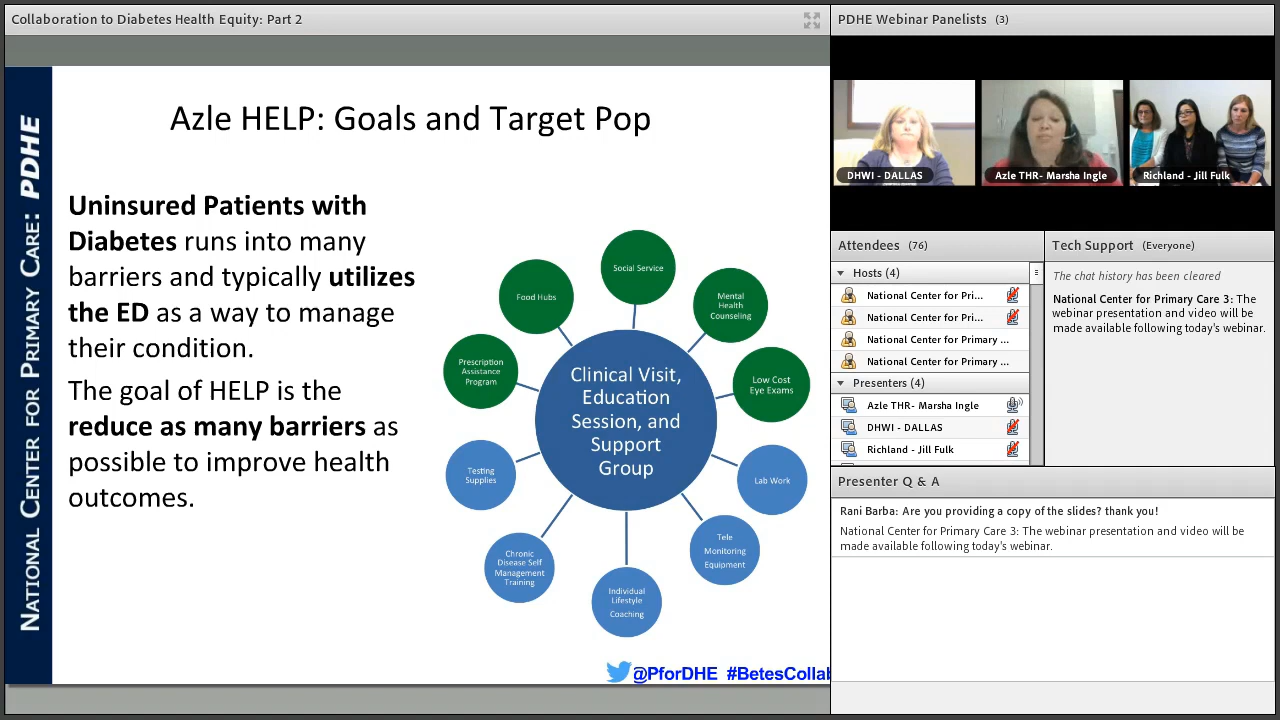 Collaboration to Diabetes Health Equity: Part 2
NATIONAL CENTER FOR PRIMARY CARE: PDHE
Azle HELP: Goals and Target Pop
Uninsured Patients with
Diabetes runs into many
barriers and typically utilizes
the ED as a way to manage
their condition.
The goal of HELP is the
reduce as many barriers as
possible to improve health
outcomes.
Social Service
Mental
Health
Counseling
Low Cost
Eye Exams
Lab Work
Tele
Monitoring
Equipment
Individual
Lifestyle
Coaching
Chronic
Disease Self
Management
Training
Testing
Supplies
Prescription
Assistance
Program
Food Hubs
Clinical Visit,
Education
Session, and
Support
Group
@PforDHE #BetesCollab
PDHE Webinar Panelists (3)
DHWI - DALLAS
Azle THR- Marsha Ingle
Richland - Jill Fulk
Attendees (76)
Hosts (4)
National Center for Pri...
National Center for Pri...
National Center for Primary ...
National Center for Primary ...
Presenters (4)
Azle THR- Marsha Ingle
DHWI - DALLAS
Richland - Jill Fulk
Tech Support (Everyone)
The chat history has been cleared
National Center for Primary Care 3: The
webinar presentation and video will be
made available following today's webinar.
Presenter Q & A
Rani Barba: Are you providing a copy of the slides? thank you!
National Center for Primary Care 3: The webinar presentation and video will be
made available following today's webinar.